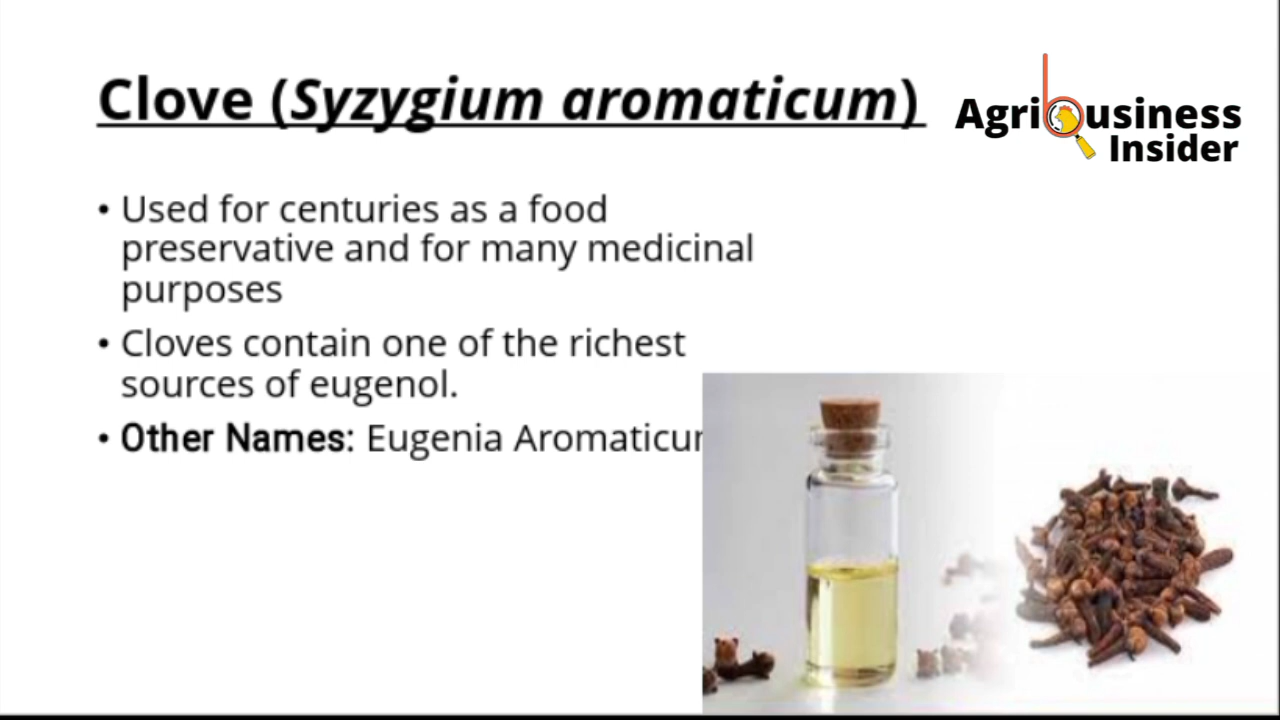 Clove (Syzygium aromaticum)
Agribusiness
Insider
• Used for centuries as a food
preservative and for many medicinal
purposes
• Cloves contain one of the richest
sources of eugenol.
• Other Names: Eugenia